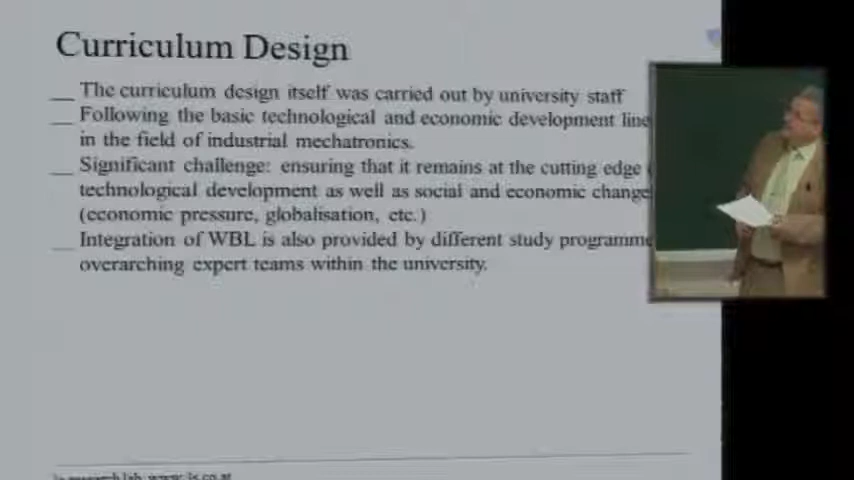 Curriculum Design
The curriculum design itself was carried out by university staff
Following the basic technological and economic development line
in the field of industrial mechatronics.
Significant challenge: ensuring that it remains at the cutting edge
technological development as well as social and economic change
(economic pressure, globalisation, etc.)
Integration of WBL is also provided by different study programme
overarching expert teams within the university.